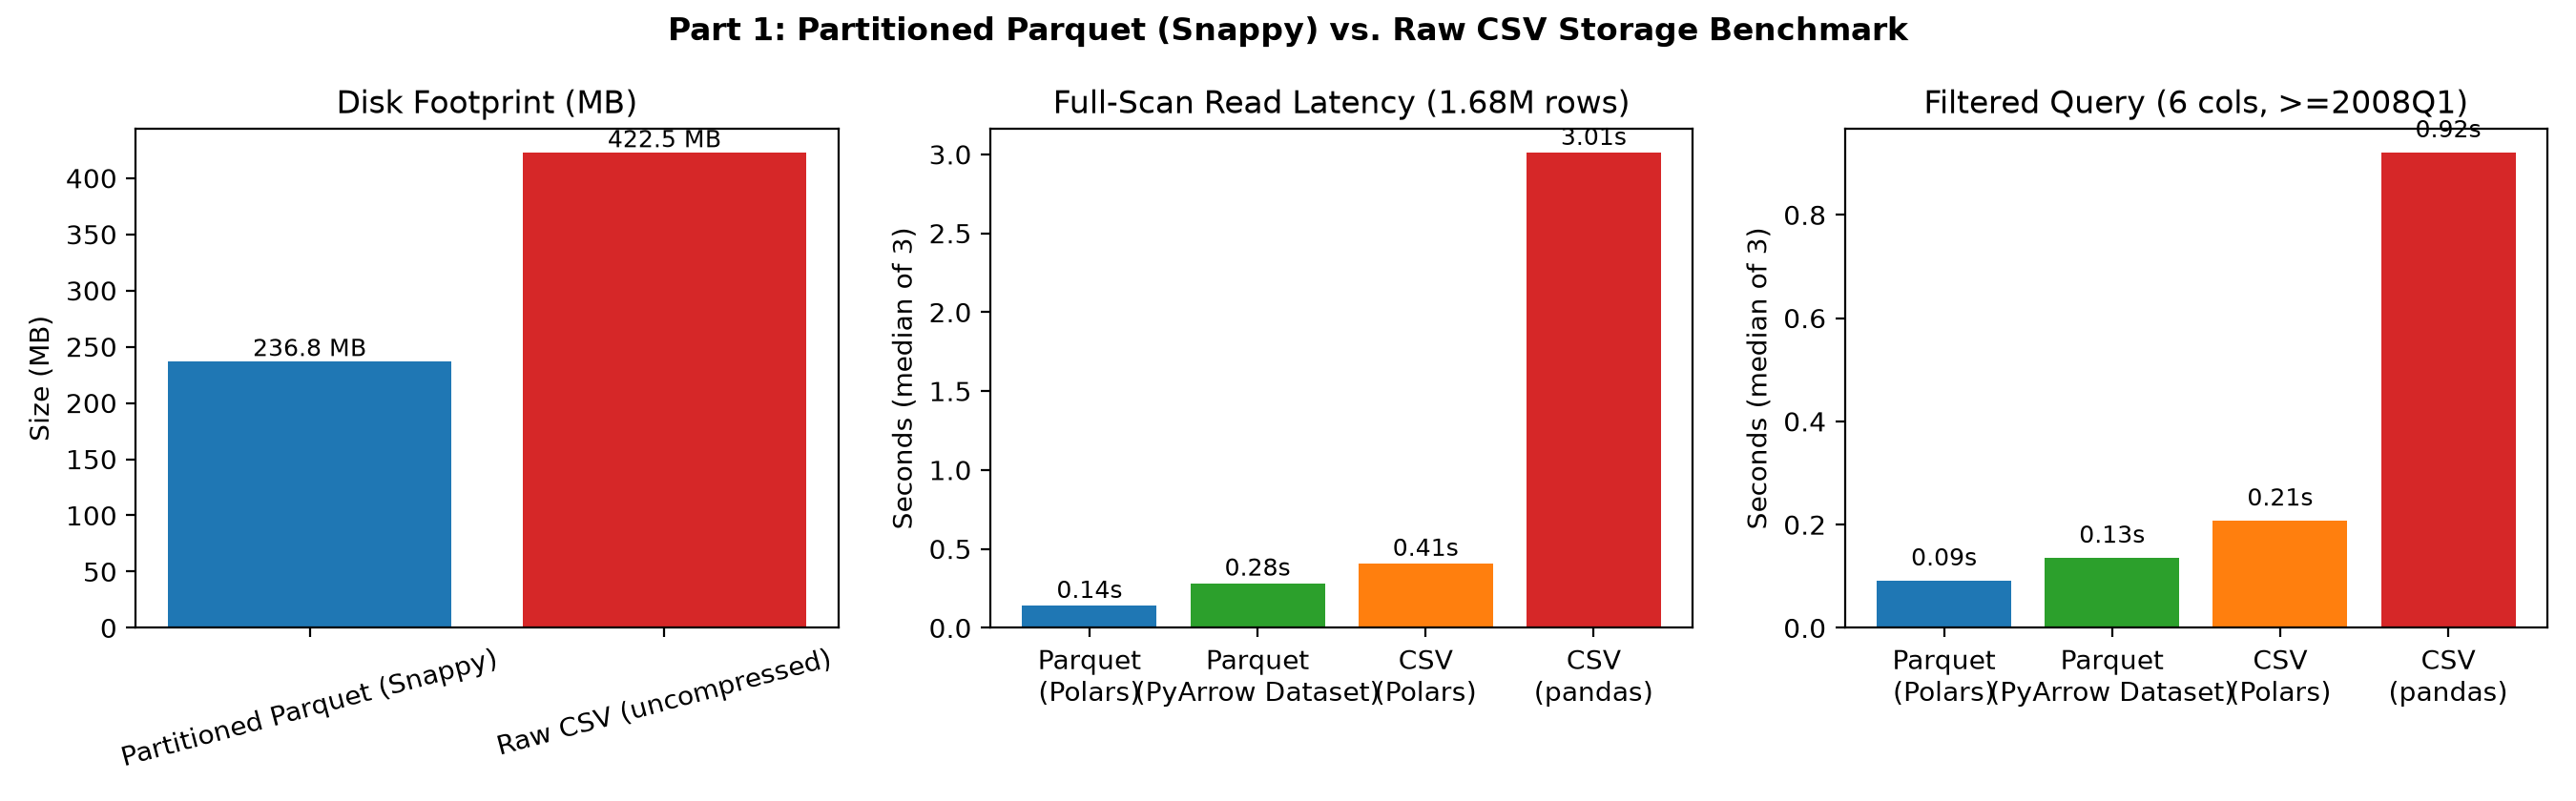 Part 1: Partitioned Parquet (Snappy) vs. Raw CSV Storage Benchmark
Disk Footprint (MB)
Size (MB)
400
350
300
250
200
150
100
50
0
236.8 MB
422.5 MB
Partitioned Parquet (Snappy)
Raw CSV (uncompressed)
Full-Scan Read Latency (1.68M rows)
Seconds (median of 3)
3.0
2.5
2.0
1.5
1.0
0.5
0.0
0.14s
0.28s
0.41s
3.01s
Parquet
(Polars)
Parquet
(PyArrow Dataset)
CSV
(Polars)
CSV
(pandas)
Filtered Query (6 cols, >=2008Q1)
Seconds (median of 3)
0.8
0.6
0.4
0.2
0.0
0.09s
0.13s
0.21s
0.92s
Parquet
(Polars)
Parquet
(PyArrow Dataset)
CSV
(Polars)
CSV
(pandas)